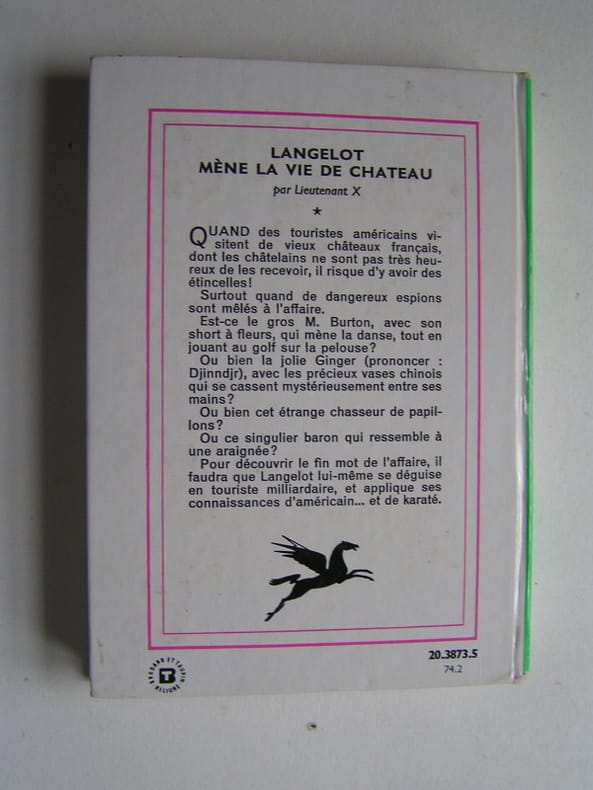 LANGELOT
MÈNE LA VIE DE CHATEAU
par Lieutenant X
★
QUAND des touristes américains vi-
sitent de vieux châteaux français,
dont les châtelains ne sont pas très heu-
reux de les recevoir, il risque d'y avoir des
étincelles!
Surtout quand de dangereux espions
sont mêlés à l'affaire.
Est-ce le gros M. Burton, avec son
short à fleurs, qui mène la danse, tout en
jouant au golf sur la pelouse?
Ou bien la jolie Ginger (prononcer :
Djinndjr), avec les précieux vases chinois
qui se cassent mystérieusement entre ses
mains?
Ou bien cet étrange chasseur de papil-
lons?
Ou ce singulier baron qui ressemble à
une araignée?
Pour découvrir le fin mot de l'affaire, il
faudra que Langelot lui-même se déguise
en touriste milliardaire, et applique ses
connaissances d'américain... et de karaté.
20.3873.5
74.2
BRODARD ET TAUPIN
BT
RELIURE